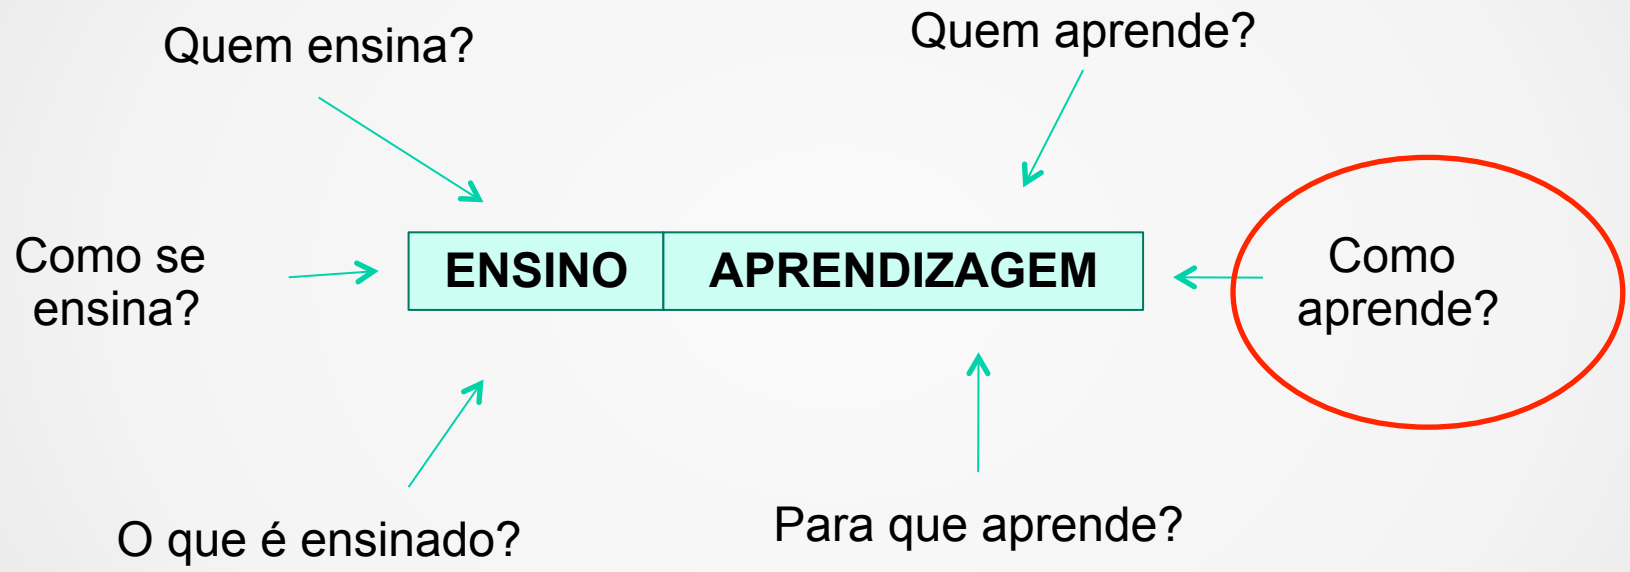 Quem ensina?
Quem aprende?
Como se
ensina?
ENSINO
APRENDIZAGEM
Como
aprende?
O que é ensinado?
Para que aprende?